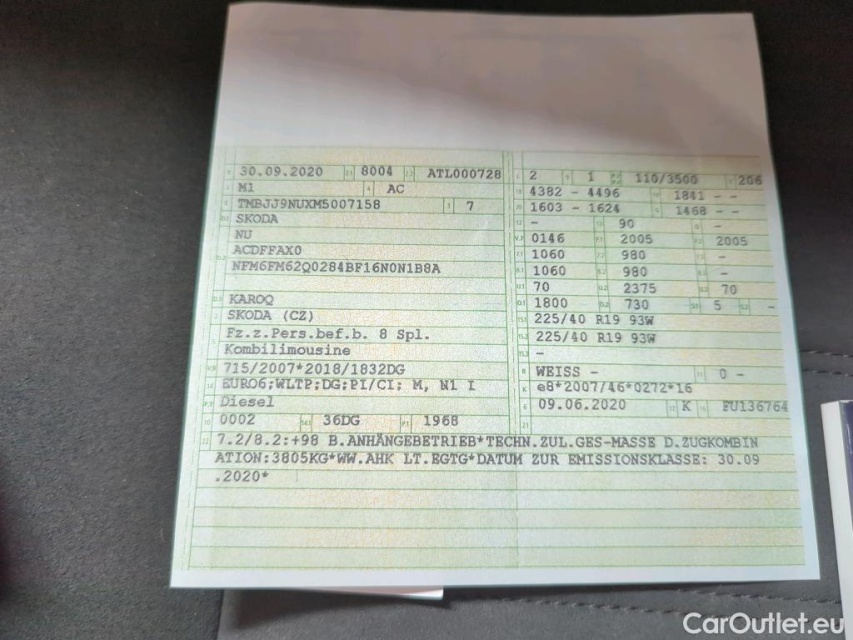 30.09.2020 8004 ATL000728
M1 AC
TMBJJ9NUXM5007158 7
SKODA
NU
ACDFFAX0
NFM6FM62Q0284BF16N0N1B8A
KAROQ
SKODA (CZ)
Fz.z.Pers.bef.b. 8 Spl.
Kombilimousine
715/2007*2018/1832DG
EURO6;WLTP;DG;PI/CI; M, N1 I
Diesel
0002 36DG 1968
2 1 110/3500 206
4382 - 4496 1841 - -
1603 - 1624 1468 - -
- 90
0146 2005 2005
1060 980 -
1060 980 -
70 2375 70
1800 730 5 -
225/40 R19 93W
225/40 R19 93W
-
WEISS - 0 -
e8*2007/46*0272*16
09.06.2020 K FU136764
7.2/8.2:+98 B.ANHÄNGEBETRIEB*TECHN.ZUL.GES-MASSE D.ZUGKOMBIN
ATION:3805KG*WW.AHK LT.EGTG*DATUM ZUR EMISSIONSKLASSE: 30.09
.2020*
CarOutlet.eu